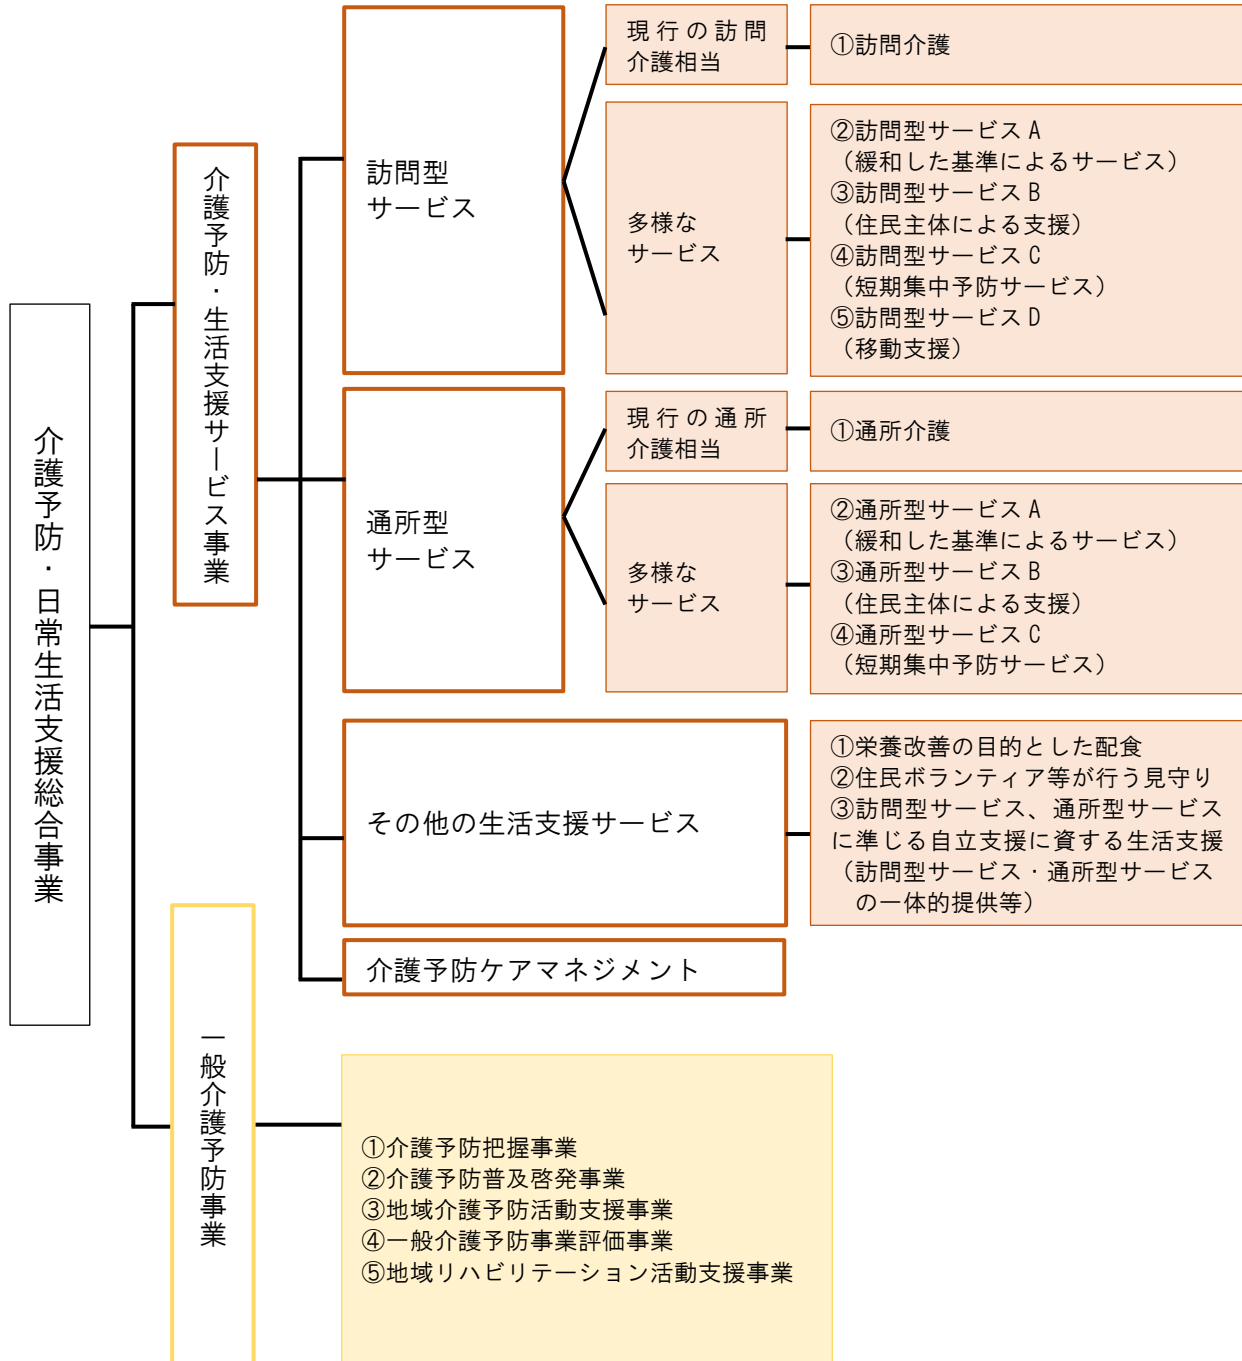 介護予防・日常生活支援総合事業
介護予防・生活支援サービス事業
訪問型
サービス
現行の訪問
介護相当
①訪問介護
多様な
サービス
②訪問型サービスA
（緩和した基準によるサービス）
③訪問型サービスB
（住民主体による支援）
④訪問型サービスC
（短期集中予防サービス）
⑤訪問型サービスD
（移動支援）
通所型
サービス
現行の通所
介護相当
①通所介護
多様な
サービス
②通所型サービスA
（緩和した基準によるサービス）
③通所型サービスB
（住民主体による支援）
④通所型サービスC
（短期集中予防サービス）
その他の生活支援サービス
①栄養改善の目的とした配食
②住民ボランティア等が行う見守り
③訪問型サービス、通所型サービス
に準じる自立支援に資する生活支援
（訪問型サービス・通所型サービス
の一体的提供等）
介護予防ケアマネジメント
一般介護予防事業
①介護予防把握事業
②介護予防普及啓発事業
③地域介護予防活動支援事業
④一般介護予防事業評価事業
⑤地域リハビリテーション活動支援事業